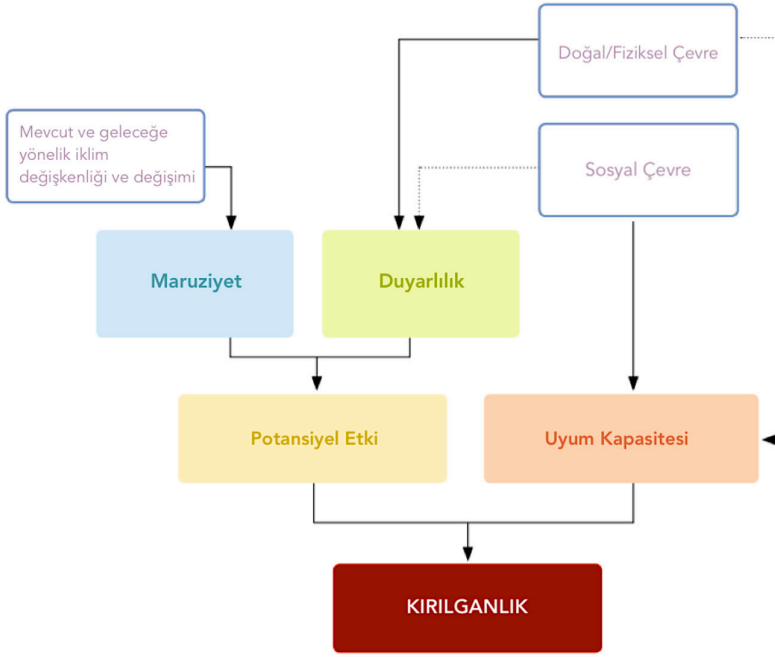 Doğal/Fiziksel Çevre
Mevcut ve geleceğe
yönelik iklim
değişkenliği ve değişimi
Sosyal Çevre
Maruziyet
Duyarlılık
Potansiyel Etki
Uyum Kapasitesi
KIRILGANLIK